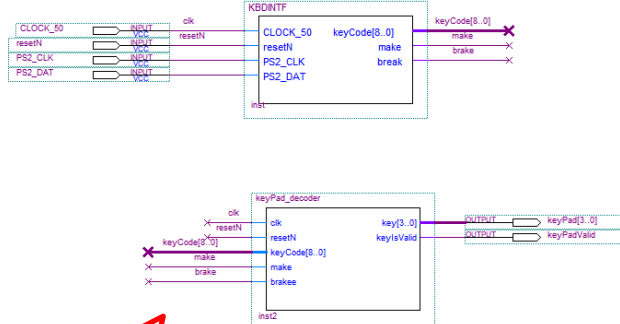 KBDINTF
clk
CLOCK_50 INPUT VCC CLOCK_50 keyCode[8..0] keyCode[8..0]
resetN INPUT VCC resetN resetN make make
PS2_CLK INPUT VCC PS2_CLK break brake
PS2_DAT INPUT VCC PS2_DAT
inst
keyPad_decoder
clk clk key[3..0] OUTPUT keyPad[3..0]
resetN resetN keyIsValid OUTPUT keyPadValid
keyCode[8..0] keyCode[8..0]
make make
brake brakee
inst2